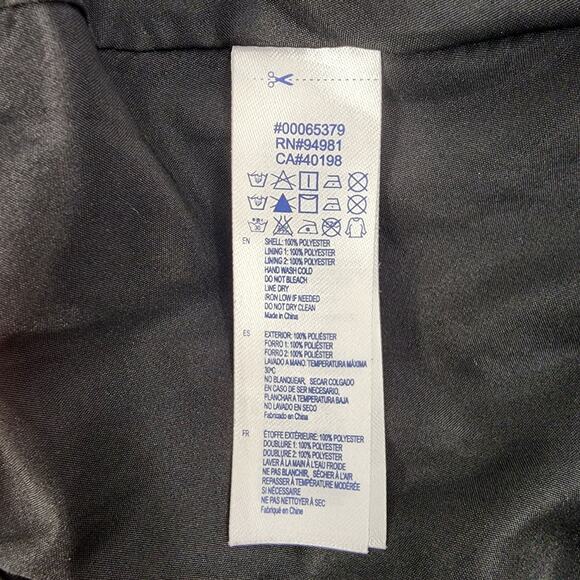 #00065379
RN#94981
CA#40198
EN
SHELL: 100% POLYESTER
LINING 1: 100% POLYESTER
LINING 2: 100% POLYESTER
HAND WASH COLD
DO NOT BLEACH
LINE DRY
IRON LOW IF NEEDED
DO NOT DRY CLEAN
Made in China
ES
EXTERIOR: 100% POLIÉSTER
FORRO 1: 100% POLIÉSTER
FORRO 2: 100% POLIÉSTER
LAVADO A MANO. TEMPERATURA MÁXIMA
30ºC
NO BLANQUEAR, SECAR COLGADO
EN CASO DE SER NECESARIO,
PLANCHAR A TEMPERATURA BAJA
NO LAVADO EN SECO
Fabricado en China
FR
ÉTOFFE EXTÉRIEURE: 100% POLYESTER
DOUBLURE 1: 100% POLYESTER
DOUBLURE 2: 100% POLYESTER
LAVER À LA MAIN À L'EAU FROIDE
NE PAS BLANCHIR, SÉCHER À L'AIR
REPASSER À TEMPÉRATURE MODÉRÉE
SI NÉCESSAIRE
NE PAS NETTOYER À SEC
Fabriqué en Chine